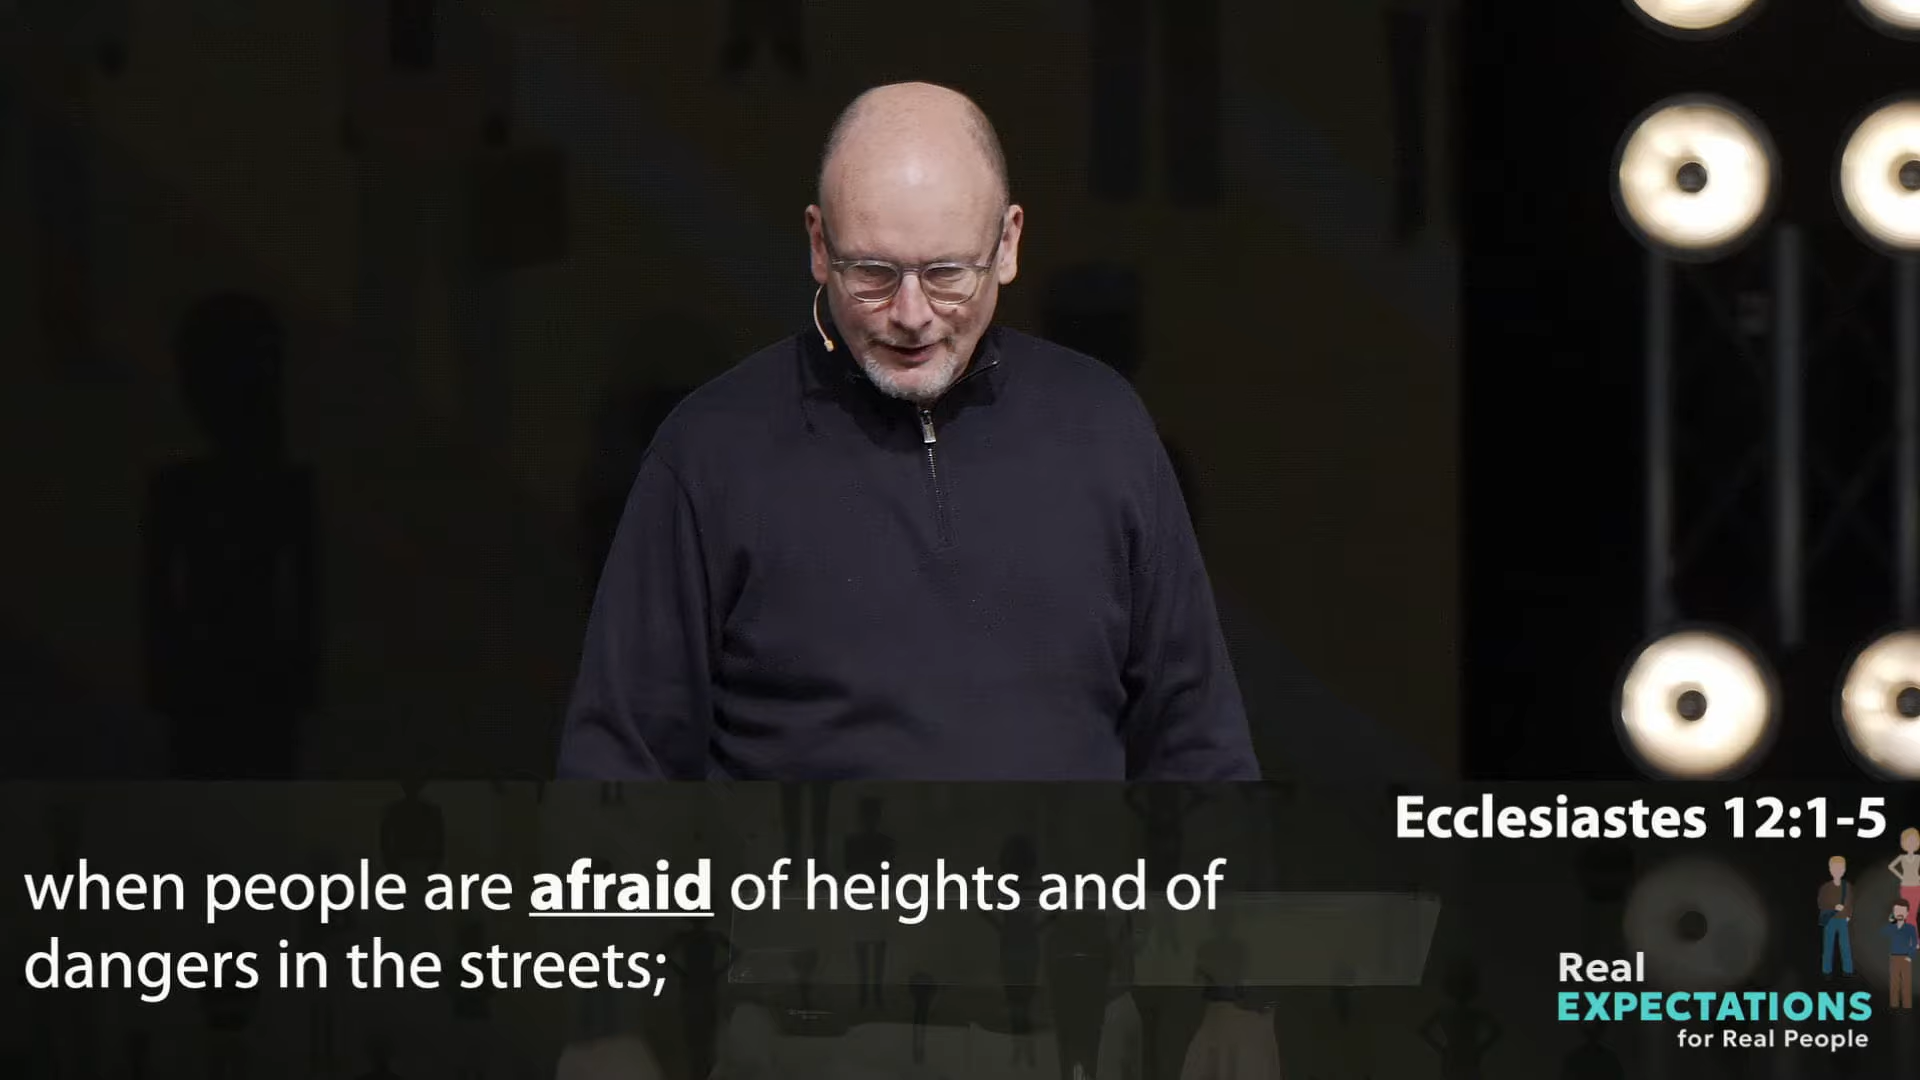 Ecclesiastes 12:1-5
when people are afraid of heights and of
dangers in the streets;
Real
EXPECTATIONS
for Real People